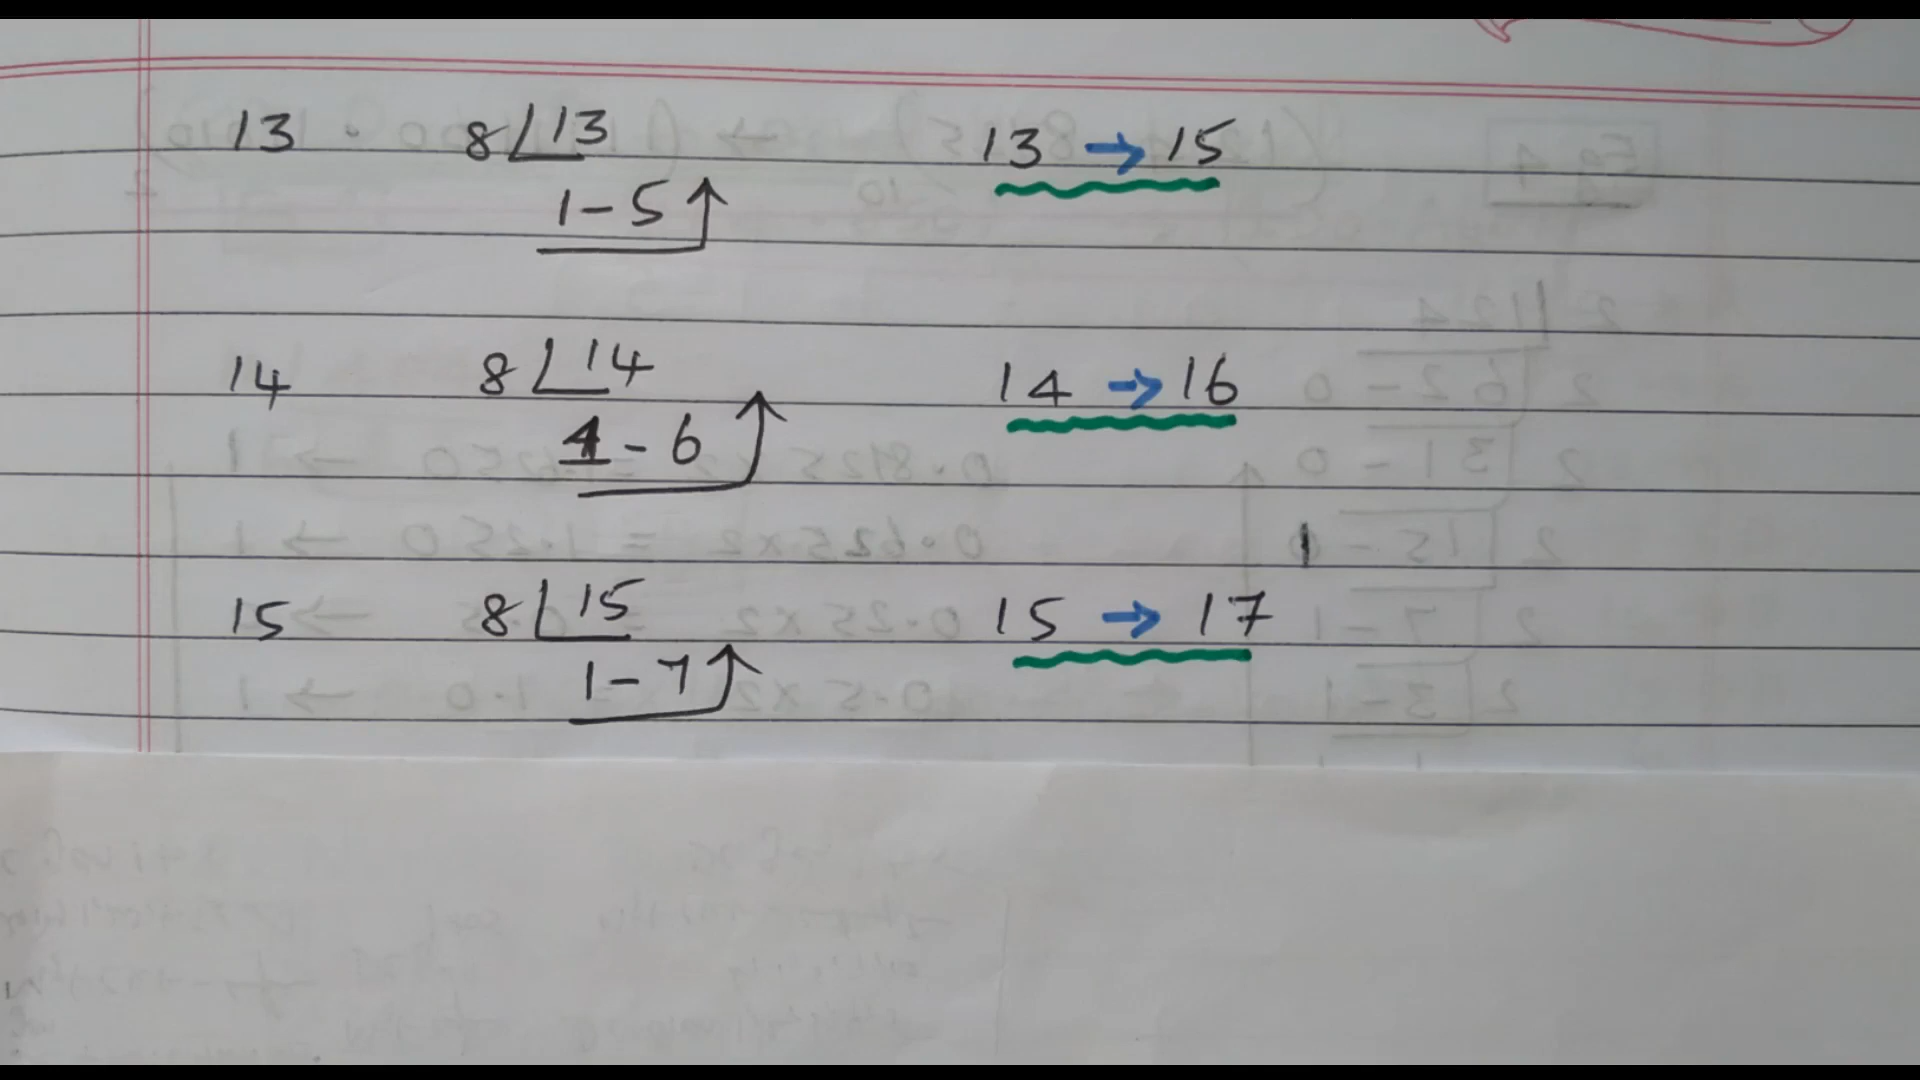 13 8 13 13 → 15
1 - 5
14 8 14 14 → 16
1 - 6
15 8 15 15 → 17
1 - 7